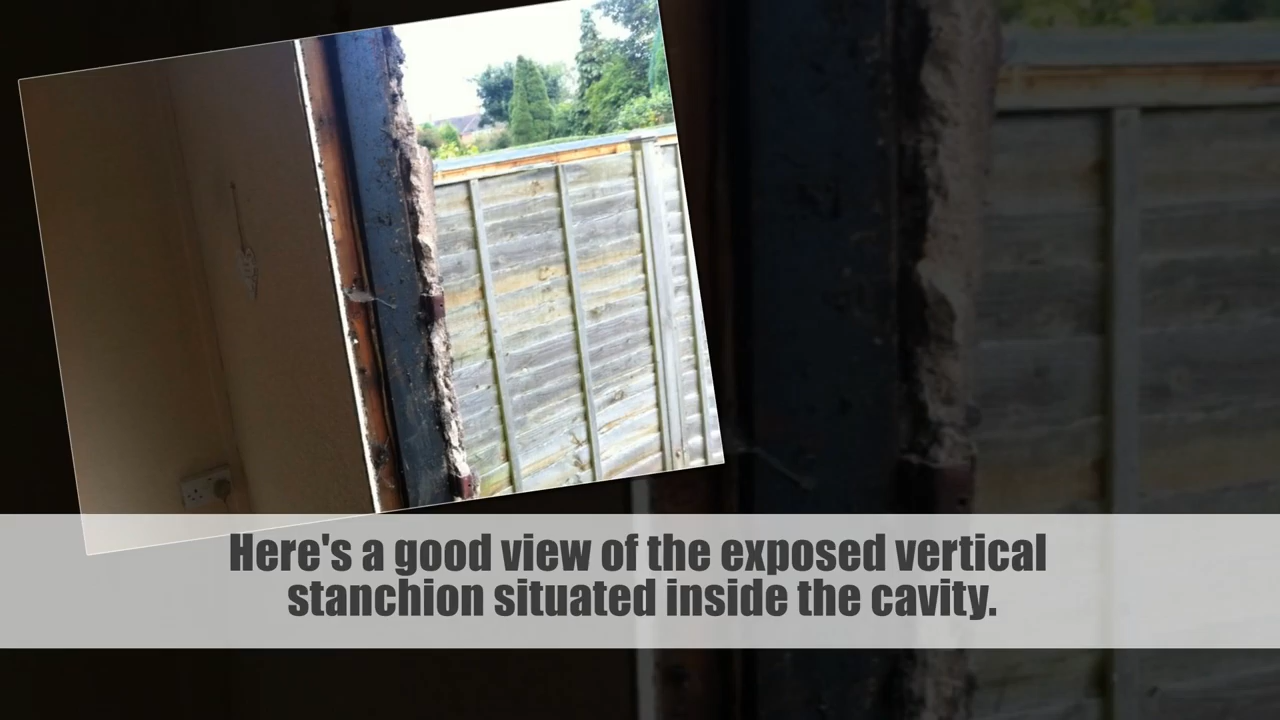 Here's a good view of the exposed vertical
stanchion situated inside the cavity.